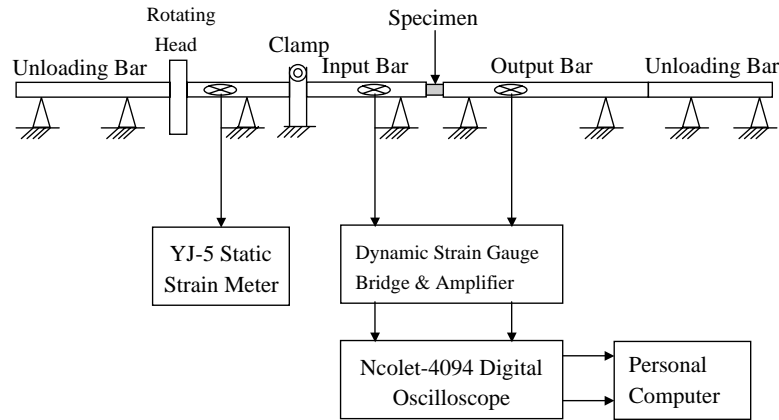 Rotating
Head
Specimen
Clamp
Unloading Bar
Input Bar
Output Bar
Unloading Bar
YJ-5 Static
Strain Meter
Dynamic Strain Gauge
Bridge & Amplifier
Ncolet-4094 Digital
Oscilloscope
Personal
Computer